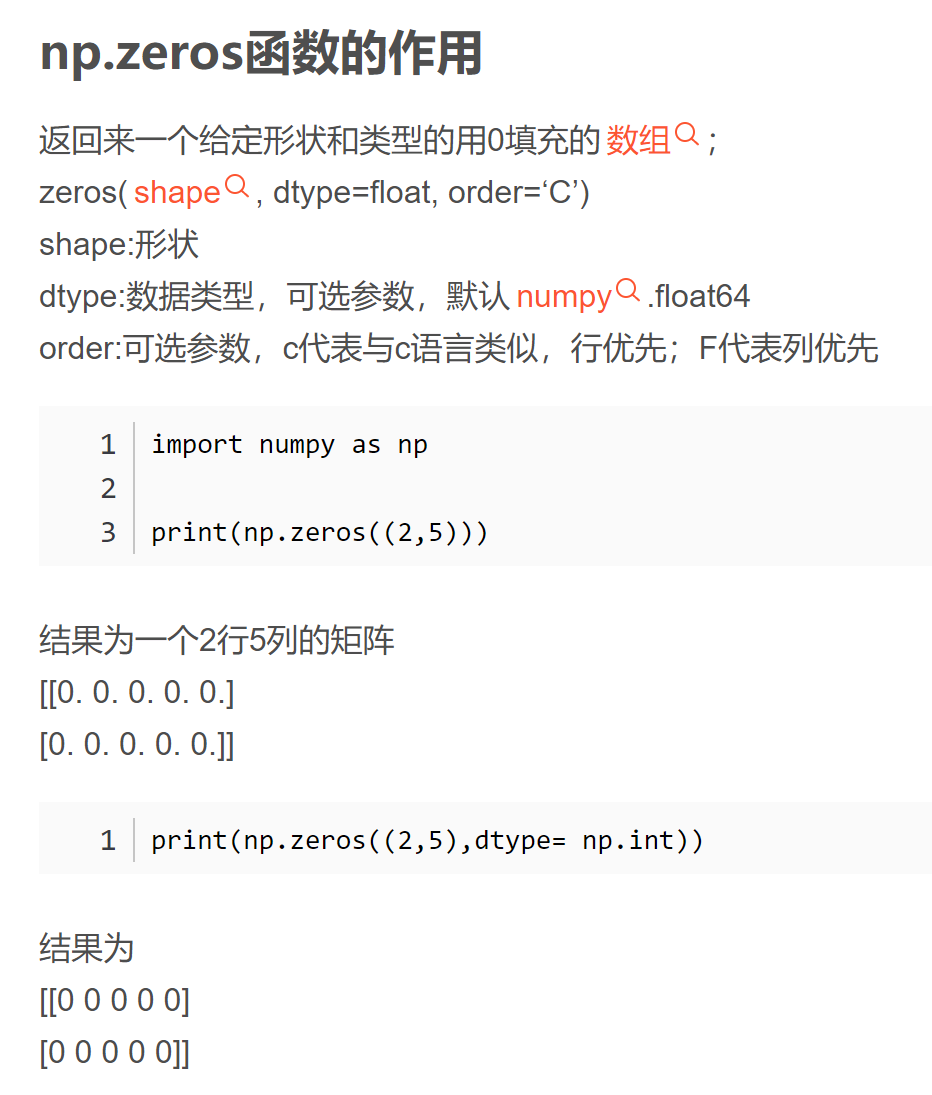 np.zeros函数的作用
返回来一个给定形状和类型的用0填充的数组；
zeros(shape, dtype=float, order=‘C’)
shape:形状
dtype:数据类型，可选参数，默认numpy.float64
order:可选参数，c代表与c语言类似，行优先；F代表列优先
1 import numpy as np
2
3 print(np.zeros((2,5)))
结果为一个2行5列的矩阵
[[0. 0. 0. 0. 0.]
[0. 0. 0. 0. 0.]]
1 print(np.zeros((2,5),dtype= np.int))
结果为
[[0 0 0 0 0]
[0 0 0 0 0]]